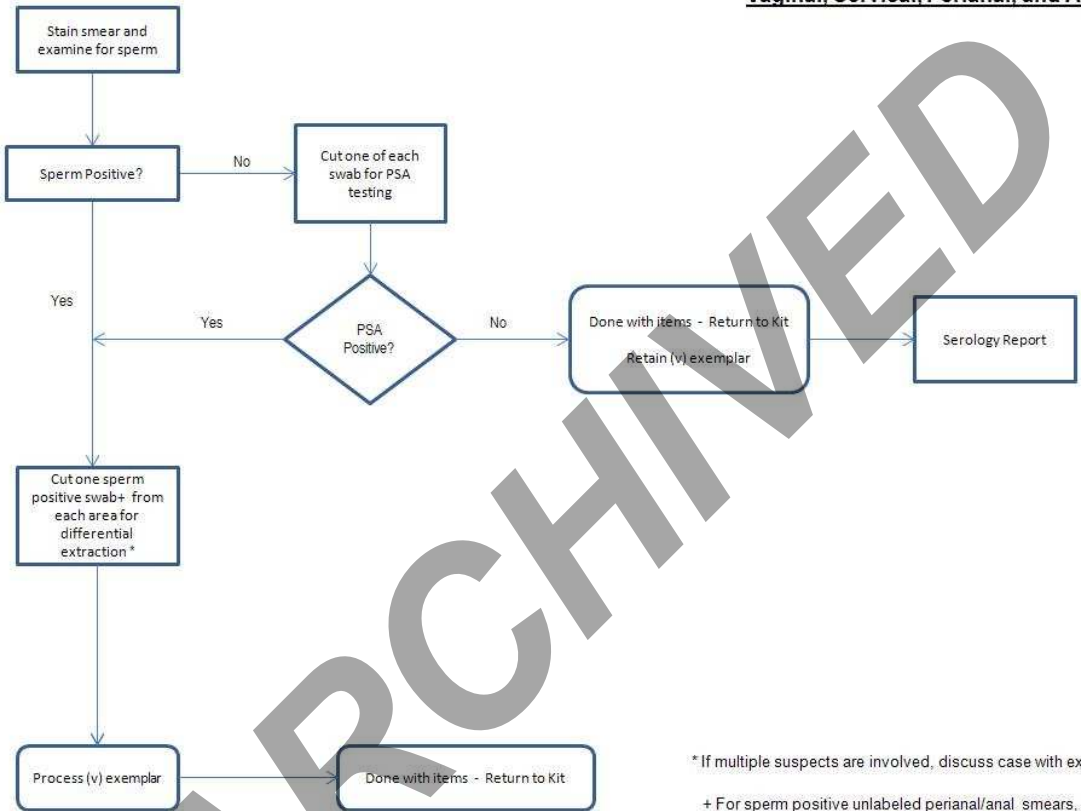 Vaginal, Cervical, Perianal, and
Stain smear and
examine for sperm
Sperm Positive?
No
Cut one of each
swab for PSA
testing
Yes
Yes
PSA
Positive?
No
Done with items - Return to Kit
Retain (v) exemplar
Serology Report
Cut one sperm
positive swab+ from
each area for
differential
extraction *
Process (v) exemplar
Done with items - Return to Kit
* If multiple suspects are involved, discuss case with
+ For sperm positive unlabeled perianal/anal smears,
ARCHIVED